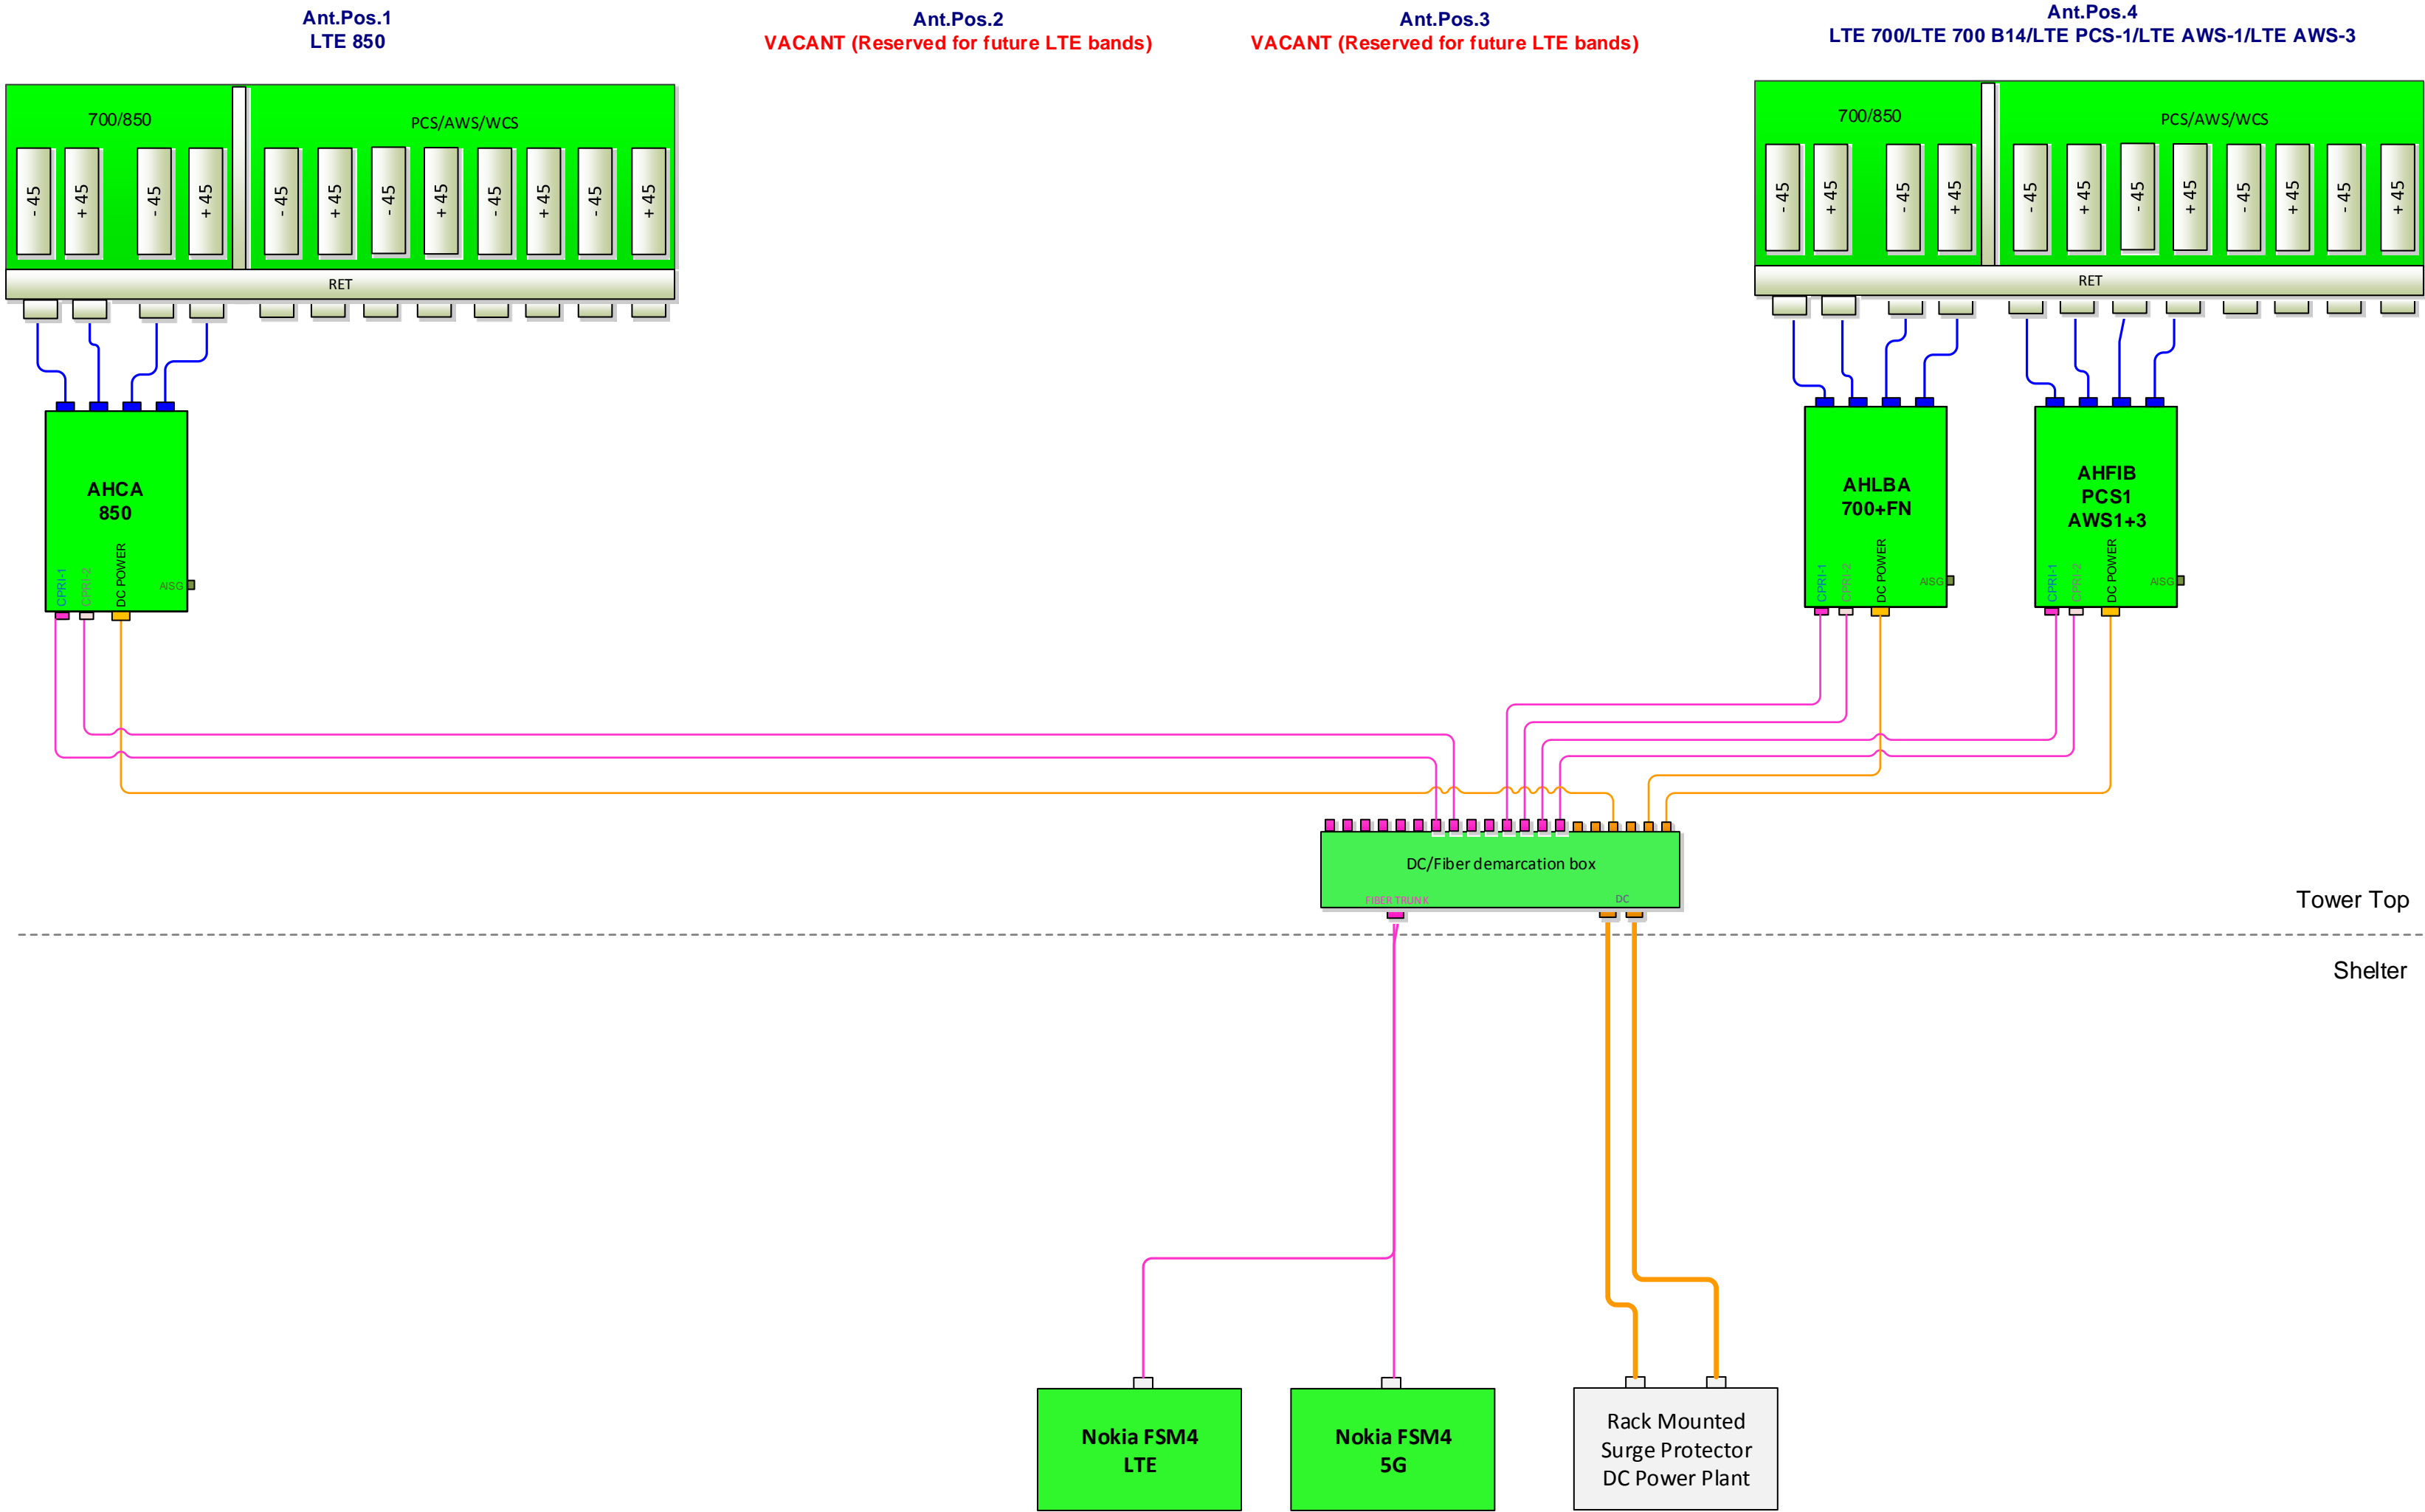 Ant.Pos.1
LTE 850
Ant.Pos.2
VACANT (Reserved for future LTE bands)
Ant.Pos.3
VACANT (Reserved for future LTE bands)
Ant.Pos.4
LTE 700/LTE 700 B14/LTE PCS-1/LTE AWS-1/LTE AWS-3
700/850
PCS/AWS/WCS
- 45
+ 45
- 45
+ 45
- 45
+ 45
- 45
+ 45
- 45
+ 45
- 45
+ 45
RET
700/850
PCS/AWS/WCS
- 45
+ 45
- 45
+ 45
- 45
+ 45
- 45
+ 45
- 45
+ 45
- 45
+ 45
RET
AHCA
850
CPRI-1
CPRI-2
DC POWER
AISG
AHLBA
700+FN
CPRI-1
CPRI-2
DC POWER
AISG
AHFIB
PCS1
AWS1+3
CPRI-1
CPRI-2
DC POWER
AISG
DC/Fiber demarcation box
FIBER TRUNK
DC
Tower Top
Shelter
Nokia FSM4
LTE
Nokia FSM4
5G
Rack Mounted
Surge Protector
DC Power Plant